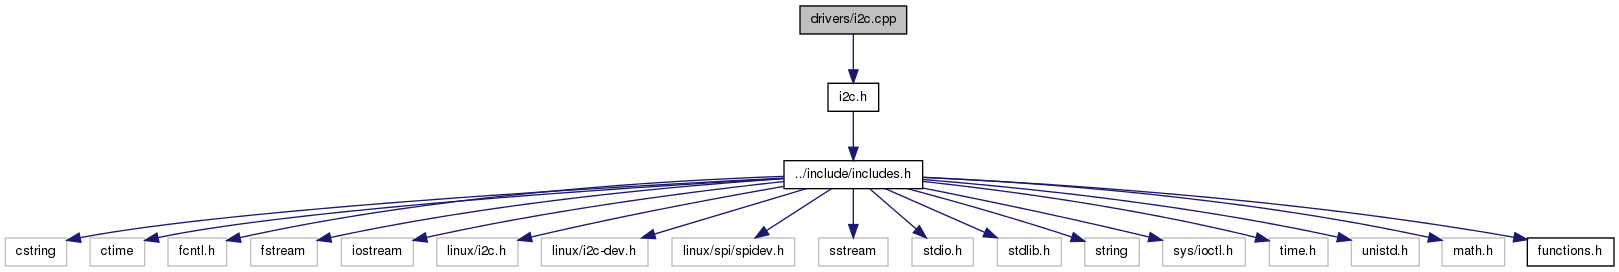 drivers/i2c.cpp
i2c.h
../include/includes.h
cstring
ctime
fcntl.h
fstream
iostream
linux/i2c.h
linux/i2c-dev.h
linux/spi/spidev.h
sstream
stdio.h
stdlib.h
string
sys/ioctl.h
time.h
unistd.h
math.h
functions.h